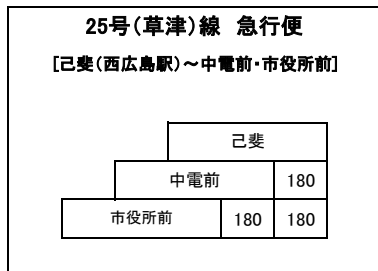 25号(草津)線 急行便
[己斐(西広島駅)~中電前・市役所前]
己斐
中電前 180
市役所前 180 180